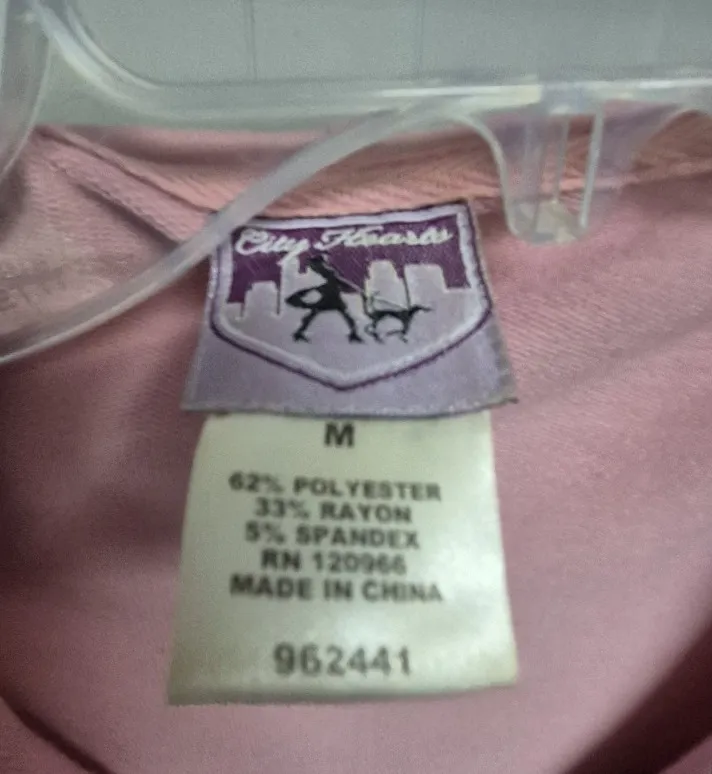 City Hearts
M
62% POLYESTER
33% RAYON
5% SPANDEX
RN 120966
MADE IN CHINA
962441